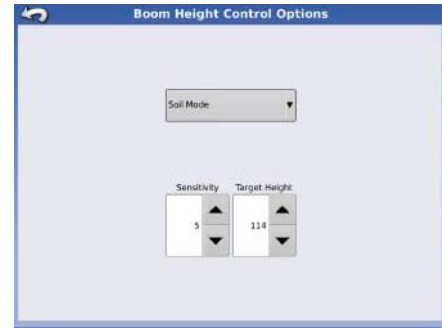 Boom Height Control Options
Soil Mode
Sensitivity Target Height
5 114